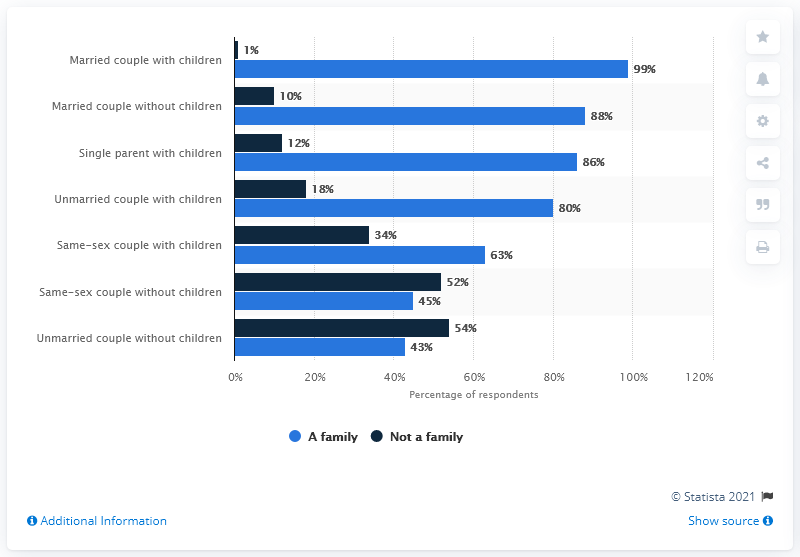 Married couple with children
1%
99%
Married couple without children
10%
88%
Single parent with children
12%
86%
Unmarried couple with children
18%
80%
Same-sex couple with children
34%
63%
Same-sex couple without children
52%
45%
Unmarried couple without children
54%
43%
0% 20% 40% 60% 80% 100% 120%
Percentage of respondents
A family Not a family
© Statista 2021
Additional Information Show source